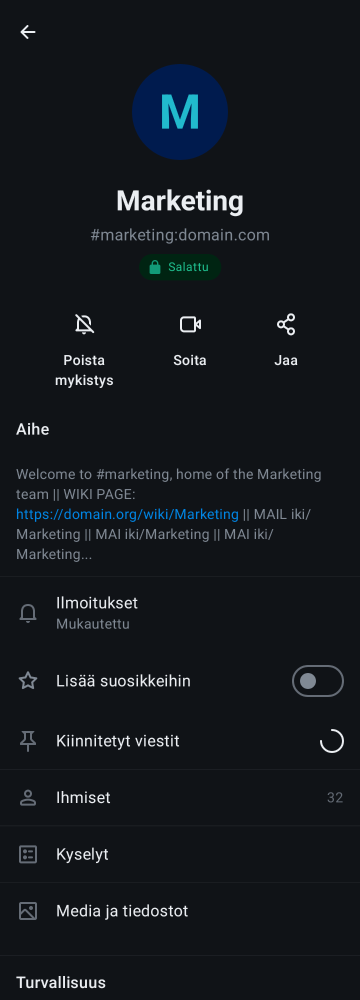 M
Marketing
#marketing:domain.com
Salattu
Poista
mykistys
Soita
Jaa
Aihe
Welcome to #marketing, home of the Marketing
team || WIKI PAGE:
https://domain.org/wiki/Marketing || MAIL iki/
Marketing || MAI iki/Marketing || MAI iki/
Marketing...
Ilmoitukset
Mukautettu
Lisää suosikkeihin
Kiinnitetyt viestit
Ihmiset 32
Kyselyt
Media ja tiedostot
Turvallisuus